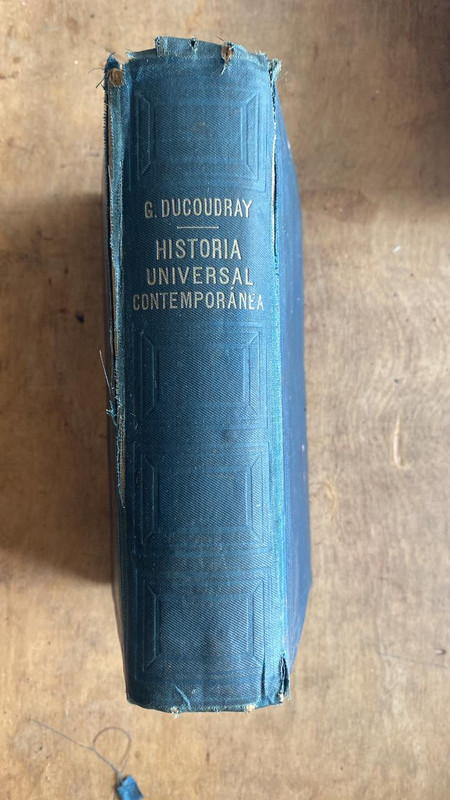 G. DUCOUDRAY
HISTORIA
UNIVERSAL
CONTEMPORÁNEA